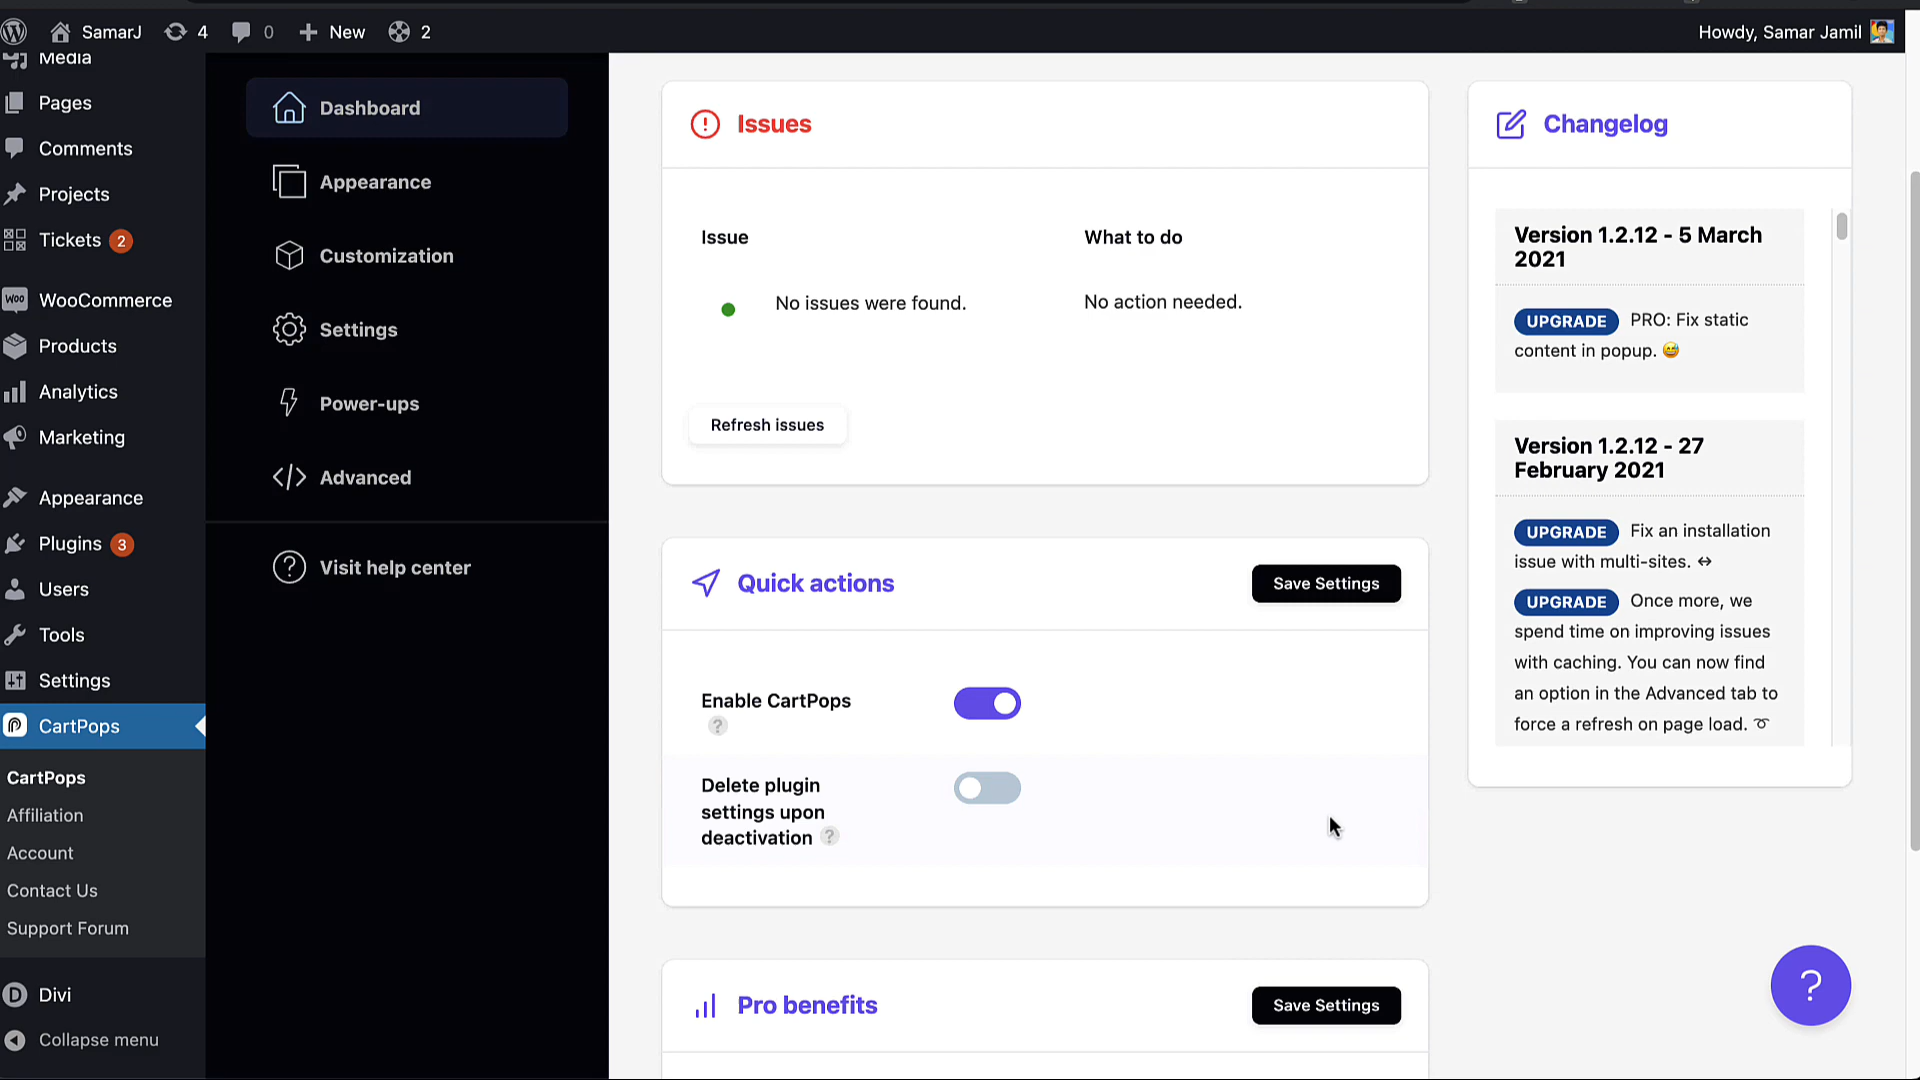 SamarJ
4
0
New
2
Howdy, Samar Jamil
Media
Pages
Comments
Projects
Tickets 2
WOO WooCommerce
Products
Analytics
Marketing
Appearance
Plugins 3
Users
Tools
Settings
CartPops
CartPops
Affiliation
Account
Contact Us
Support Forum
Divi
Collapse menu
Dashboard
Appearance
Customization
Settings
Power-ups
Advanced
Visit help center
Issues
Issue
What to do
No issues were found.
No action needed.
Refresh issues
Quick actions
Save Settings
Enable CartPops
?
Delete plugin
settings upon
deactivation ?
Pro benefits
Save Settings
Changelog
Version 1.2.12 - 5 March
2021
UPGRADE PRO: Fix static
content in popup. 😅
Version 1.2.12 - 27
February 2021
UPGRADE Fix an installation
issue with multi-sites. ↔
UPGRADE Once more, we
spend time on improving issues
with caching. You can now find
an option in the Advanced tab to
force a refresh on page load. ➰
?